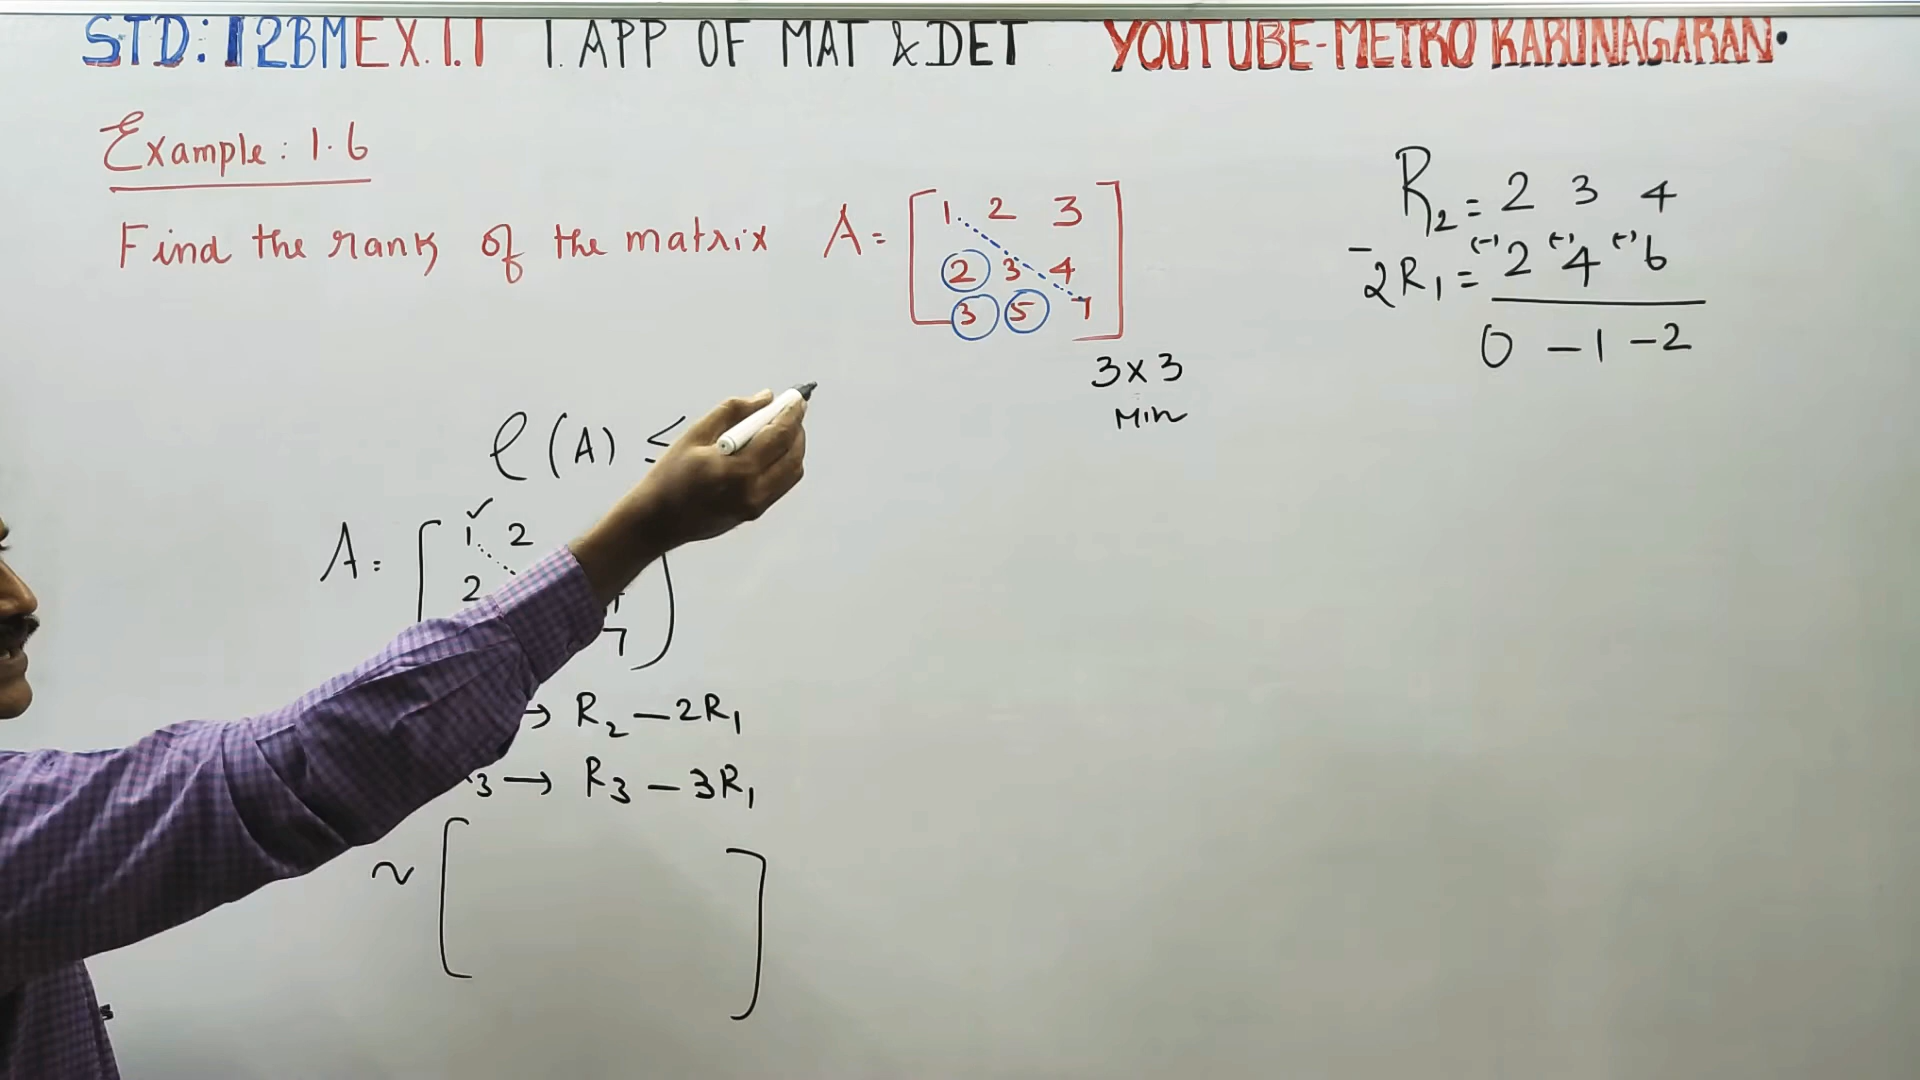 STD: 12BM EX.1.1 1. APP OF MAT & DET YOUTUBE-METRO KARUNAGARAN.
Example: 1.6
Find the rank of the matrix A = [ 1 2 3
2 3 4
3 5 7 ]
3 × 3
Min
R₂ = 2 3 4
-2R₁ = (-)2 (-)4 (-)6
0 -1 -2
ρ(A) ≤
A = [ 1 2
2
7 ]
→ R₂ - 2R₁
₃ → R₃ - 3R₁
~ [ ]